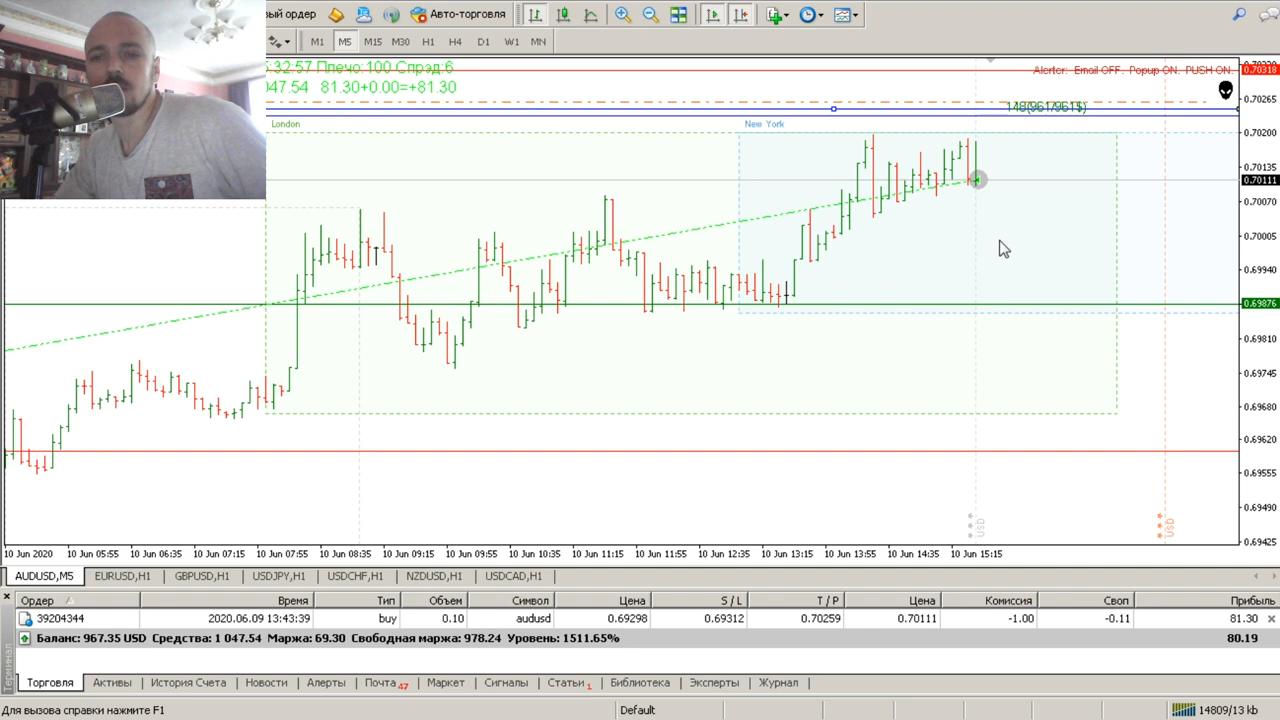 вый ордер Авто-торговля
M1 M5 M15 M30 H1 H4 D1 W1 MN
5:32:57 Плечо:100 Спрэд:6
047.54 81.30+0.00=+81.30
Alerter: Email OFF. Popup ON. PUSH ON.
0.70318
0.70265
148(961/961$)
London
New York
0.70200
0.70135
0.70111
0.70070
0.70005
0.69940
0.69876
0.69810
0.69745
0.69680
0.69620
0.69555
0.69490
0.69425
* * * USD
* * * USD
10 Jun 2020 10 Jun 05:55 10 Jun 06:35 10 Jun 07:15 10 Jun 07:55 10 Jun 08:35 10 Jun 09:15 10 Jun 09:55 10 Jun 10:35 10 Jun 11:15 10 Jun 11:55 10 Jun 12:35 10 Jun 13:15 10 Jun 13:55 10 Jun 14:35 10 Jun 15:15
AUDUSD,M5 EURUSD,H1 GBPUSD,H1 USDJPY,H1 USDCHF,H1 NZDUSD,H1 USDCAD,H1
Ордер Время Тип Объем Символ Цена S / L T / P Цена Комиссия Своп Прибыль
39204344 2020.06.09 13:43:39 buy 0.10 audusd 0.69298 0.69312 0.70259 0.70111 -1.00 -0.11 81.30
Баланс: 967.35 USD Средства: 1 047.54 Маржа: 69.30 Свободная маржа: 978.24 Уровень: 1511.65% 80.19
Терминал
Торговля Активы История Счета Новости Алерты Почта 47 Маркет Сигналы Статьи 1 Библиотека Эксперты Журнал
Для вызова справки нажмите F1 Default 14809/13 kb